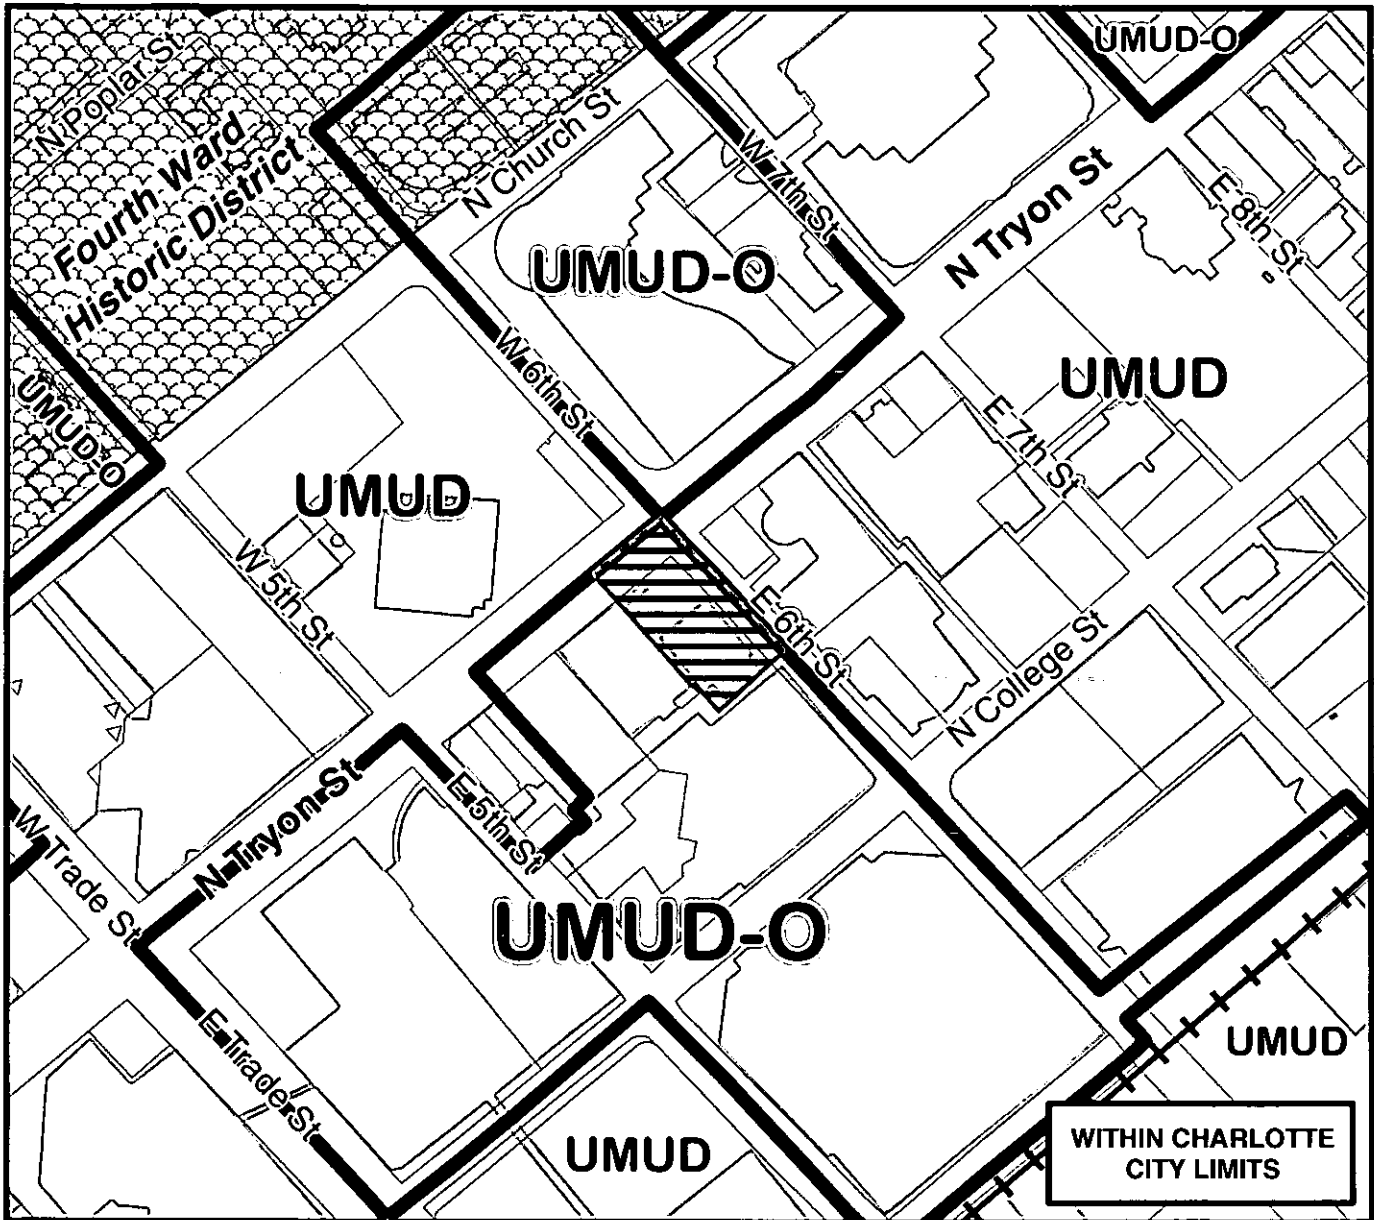 UMUD-O
N Poplar St
Fourth Ward
Historic District
N Church St
W 7th St
N Tryon St
E 8th St
UMUD-O
W 6th St
UMUD
UMUD-O
E 7th St
UMUD
W 5th St
E 6th St
N College St
N Tryon St
E 5th St
W Trade St
UMUD-O
E Trade St
UMUD
UMUD
WITHIN CHARLOTTE
CITY LIMITS